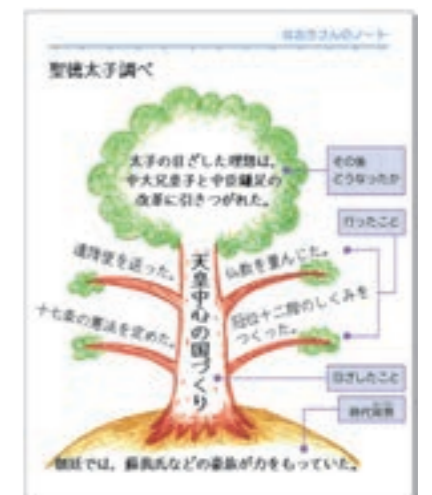 なおきさんのノート
聖徳太子調べ
太子の目ざした理想は、
中大兄皇子と中臣鎌足の
改革に引きつがれた。
その後
どうなったか
行ったこと
遣隋使を送った。
仏教を重んじた。
十七条の憲法を定めた。
冠位十二階のしくみを
つくった。
天皇中心の国づくり
目ざしたこと
時代背景
朝廷では、蘇我氏などの豪族が力をもっていた。